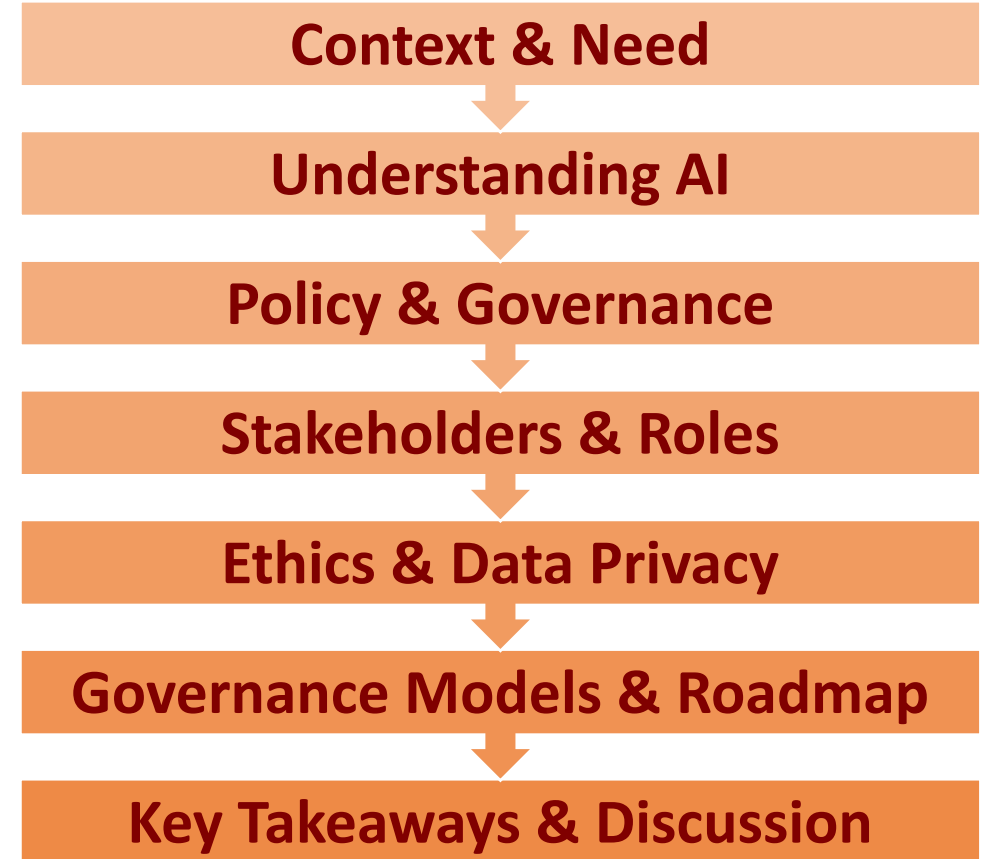 Context & Need
Understanding AI
Policy & Governance
Stakeholders & Roles
Ethics & Data Privacy
Governance Models & Roadmap
Key Takeaways & Discussion